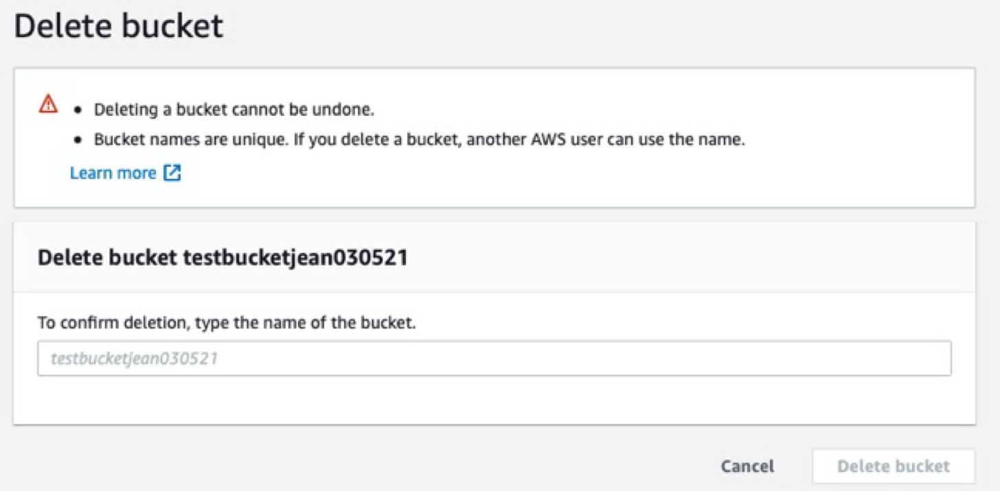 Delete bucket
• Deleting a bucket cannot be undone.
• Bucket names are unique. If you delete a bucket, another AWS user can use the name.
Learn more
Delete bucket testbucketjean030521
To confirm deletion, type the name of the bucket.
testbucketjean030521
Cancel Delete bucket